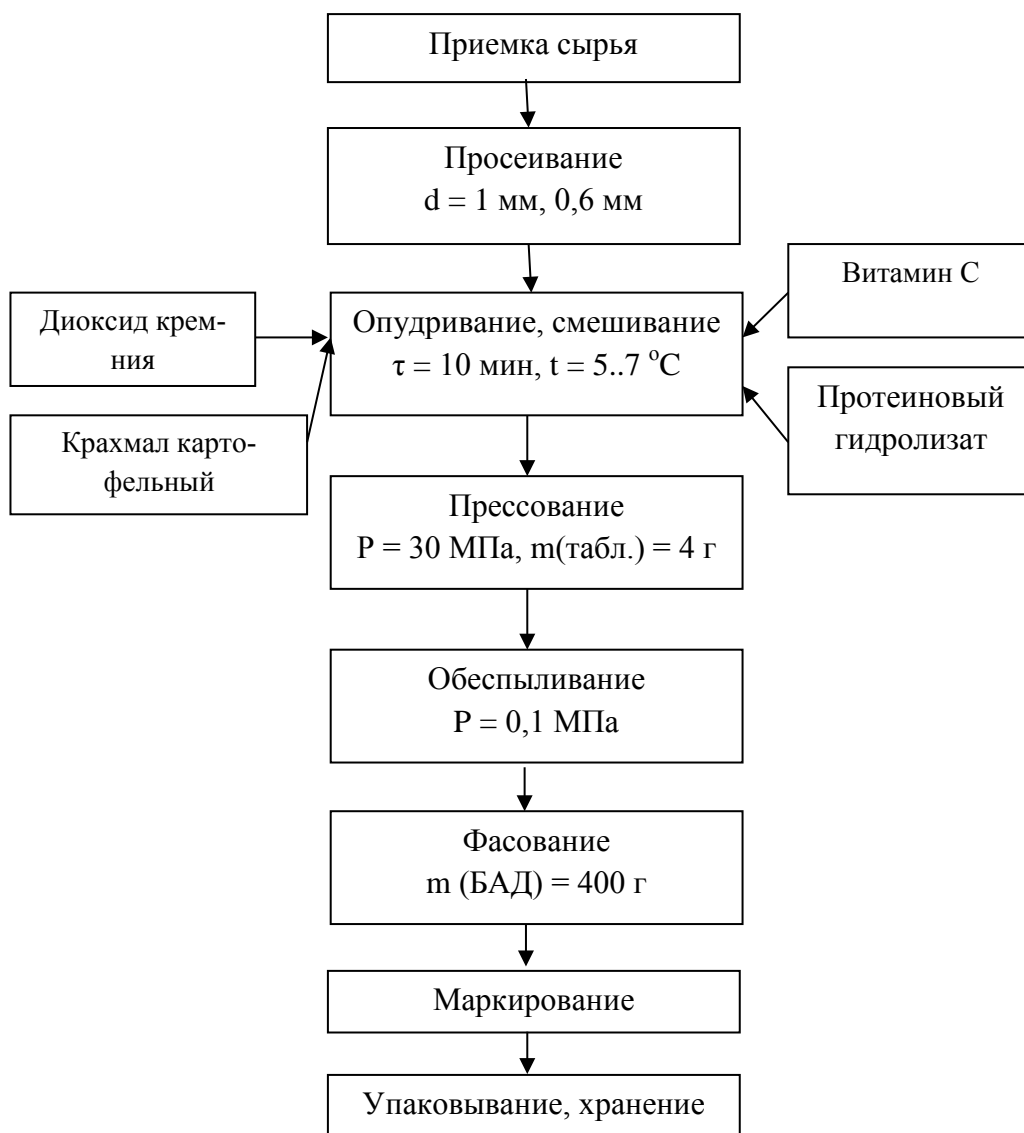 Приемка сырья
Просеивание
d = 1 мм, 0,6 мм
Диоксид крем-
ния
Крахмал карто-
фельный
Опудривание, смешивание
τ = 10 мин, t = 5..7 °С
Витамин С
Протеиновый
гидролизат
Прессование
Р = 30 МПа, m(табл.) = 4 г
Обеспыливание
Р = 0,1 МПа
Фасование
m (БАД) = 400 г
Маркирование
Упаковывание, хранение